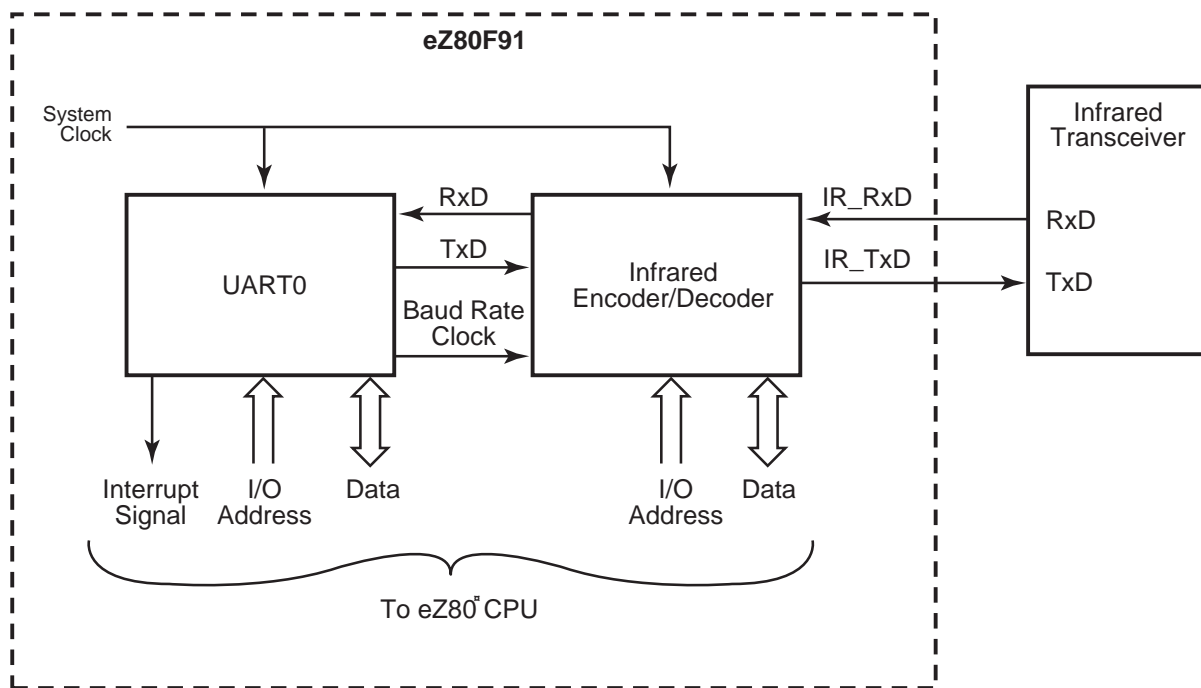 eZ80F91
System
Clock
Infrared
Transceiver
RxD
TxD
UART0
RxD
TxD
Baud Rate
Clock
Infrared
Encoder/Decoder
IR_RxD
IR_TxD
Interrupt
Signal
I/O
Address
Data
I/O
Address
Data
To eZ80¤ CPU